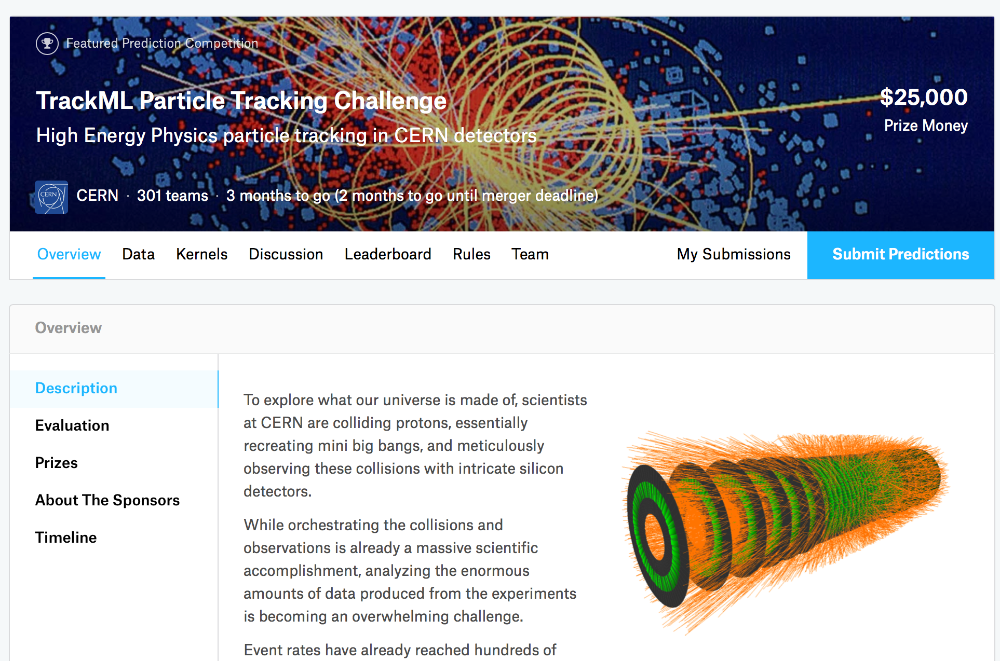 Featured Prediction Competition
TrackML Particle Tracking Challenge
High Energy Physics particle tracking in CERN detectors
$25,000
Prize Money
CERN
CERN · 301 teams · 3 months to go (2 months to go until merger deadline)
Overview Data Kernels Discussion Leaderboard Rules Team My Submissions Submit Predictions
Overview
Description
Evaluation
Prizes
About The Sponsors
Timeline
To explore what our universe is made of, scientists
at CERN are colliding protons, essentially
recreating mini big bangs, and meticulously
observing these collisions with intricate silicon
detectors.
While orchestrating the collisions and
observations is already a massive scientific
accomplishment, analyzing the enormous
amounts of data produced from the experiments
is becoming an overwhelming challenge.
Event rates have already reached hundreds of